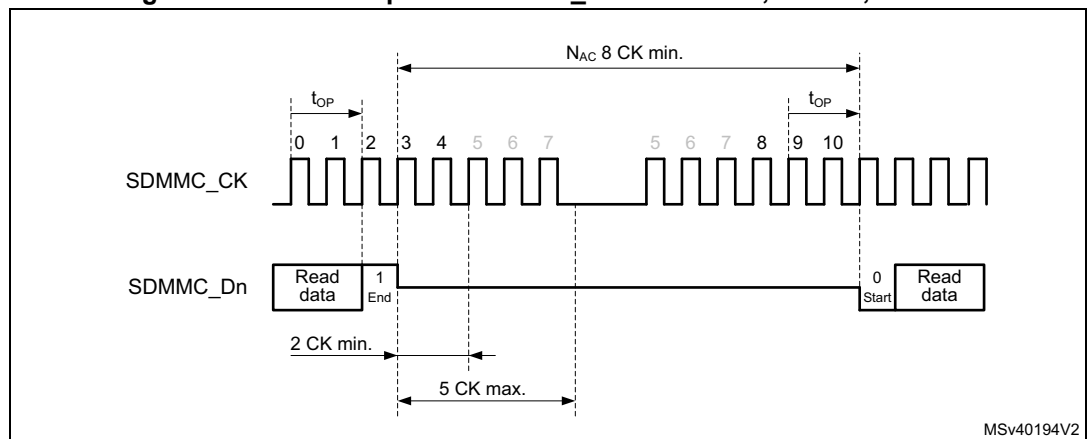 N_AC 8 CK min.
t_OP t_OP
0 1 2 3 4 5 6 7 5 6 7 8 9 10
SDMMC_CK
SDMMC_Dn
Read data
1 End
0 Start
Read data
2 CK min.
5 CK max.
MSv40194V2